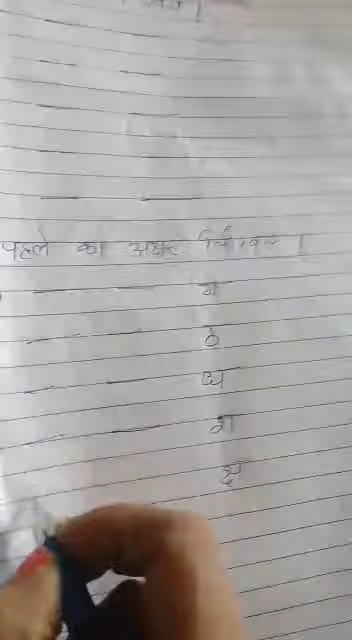 पहले का अक्षर लिखिए ।
ग
ठ
ध
श
क्ष